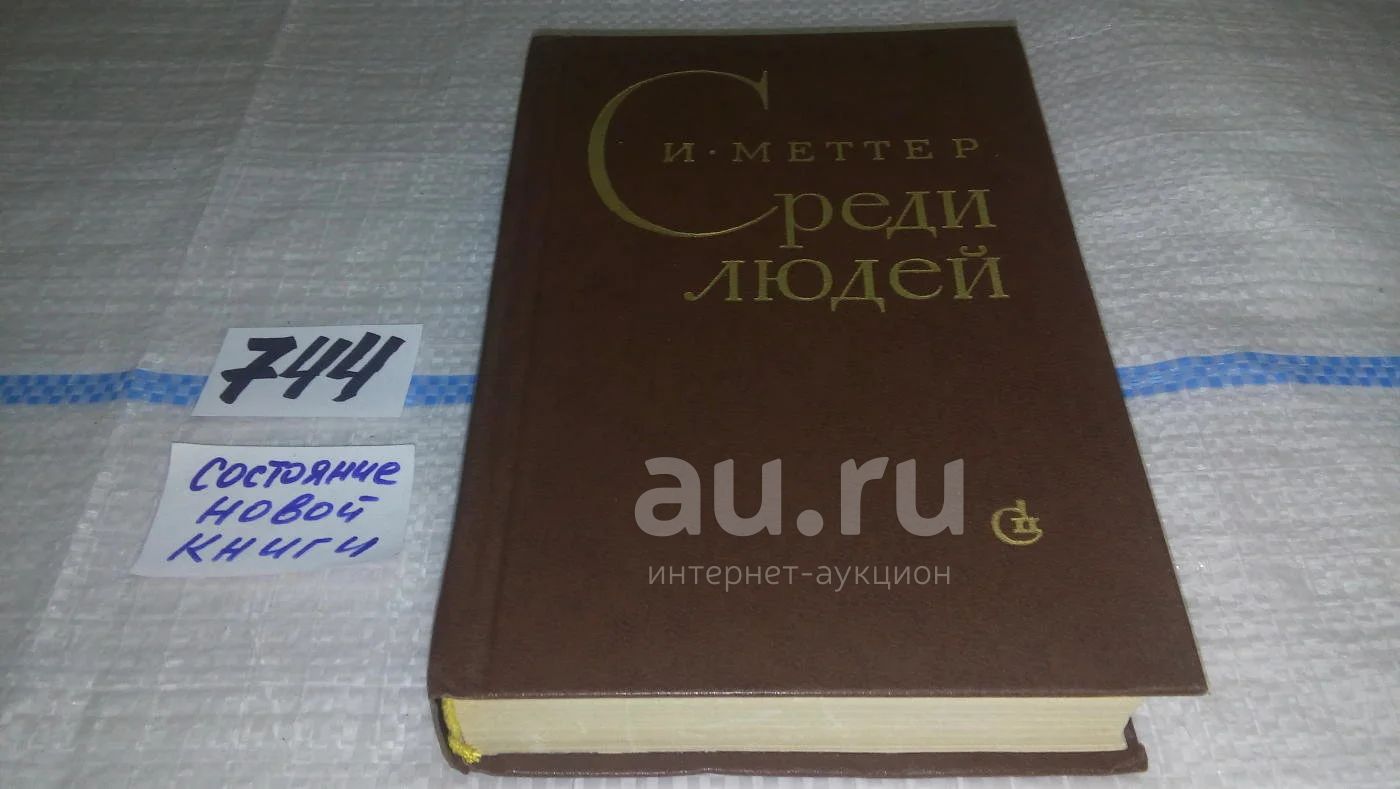 И·МЕТТЕР
Среди
людей
744
состояние
новой
книги
au.ru
интернет-аукцион